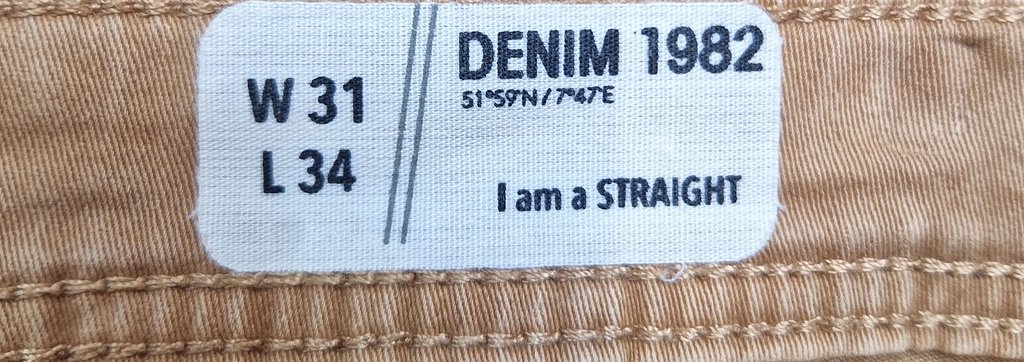 W 31
L 34
DENIM 1982
51°59'N / 7°47'E
I am a STRAIGHT